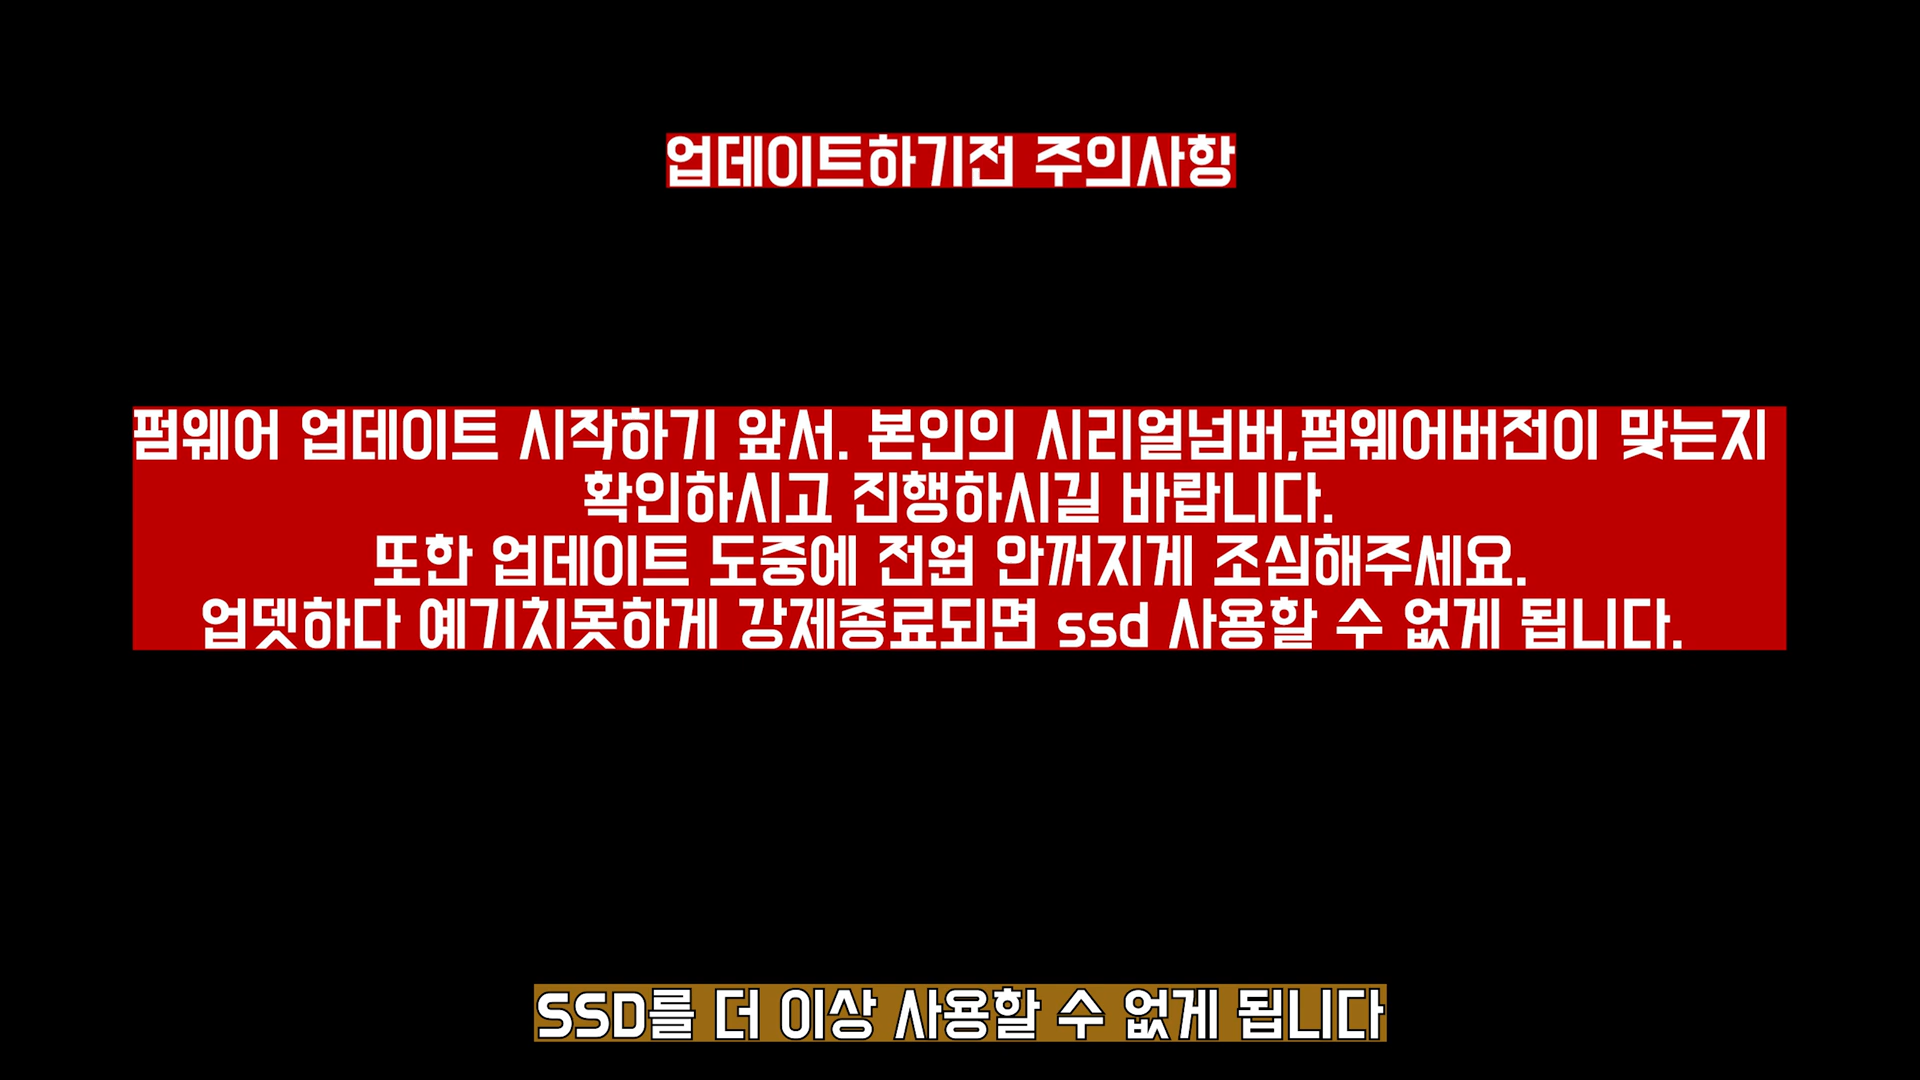 업데이트하기전 주의사항
펌웨어 업데이트 시작하기 앞서. 본인의 시리얼넘버,펌웨어버전이 맞는지
확인하시고 진행하시길 바랍니다.
또한 업데이트 도중에 전원 안꺼지게 조심해주세요.
업뎃하다 예기치못하게 강제종료되면 ssd 사용할 수 없게 됩니다.
SSD를 더 이상 사용할 수 없게 됩니다